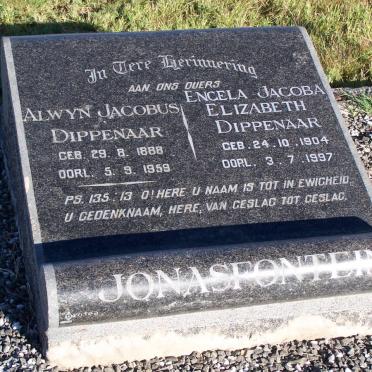 In Tere Herinnering
AAN ONS OUERS
ALWYN JACOBUS
DIPPENAAR
GEB. 29. 8. 1888
OORL. 5. 9. 1959
ENGELA JACOBA
ELIZABETH
DIPPENAAR
GEB. 24. 10. 1904
OORL. 3. 7. 1997
PS. 135. 13 O! HERE U NAAM IS TOT IN EWIGHEID.
U GEDENKNAAM, HERE, VAN GESLAG TOT GESLAG.
JONASFONTEIN